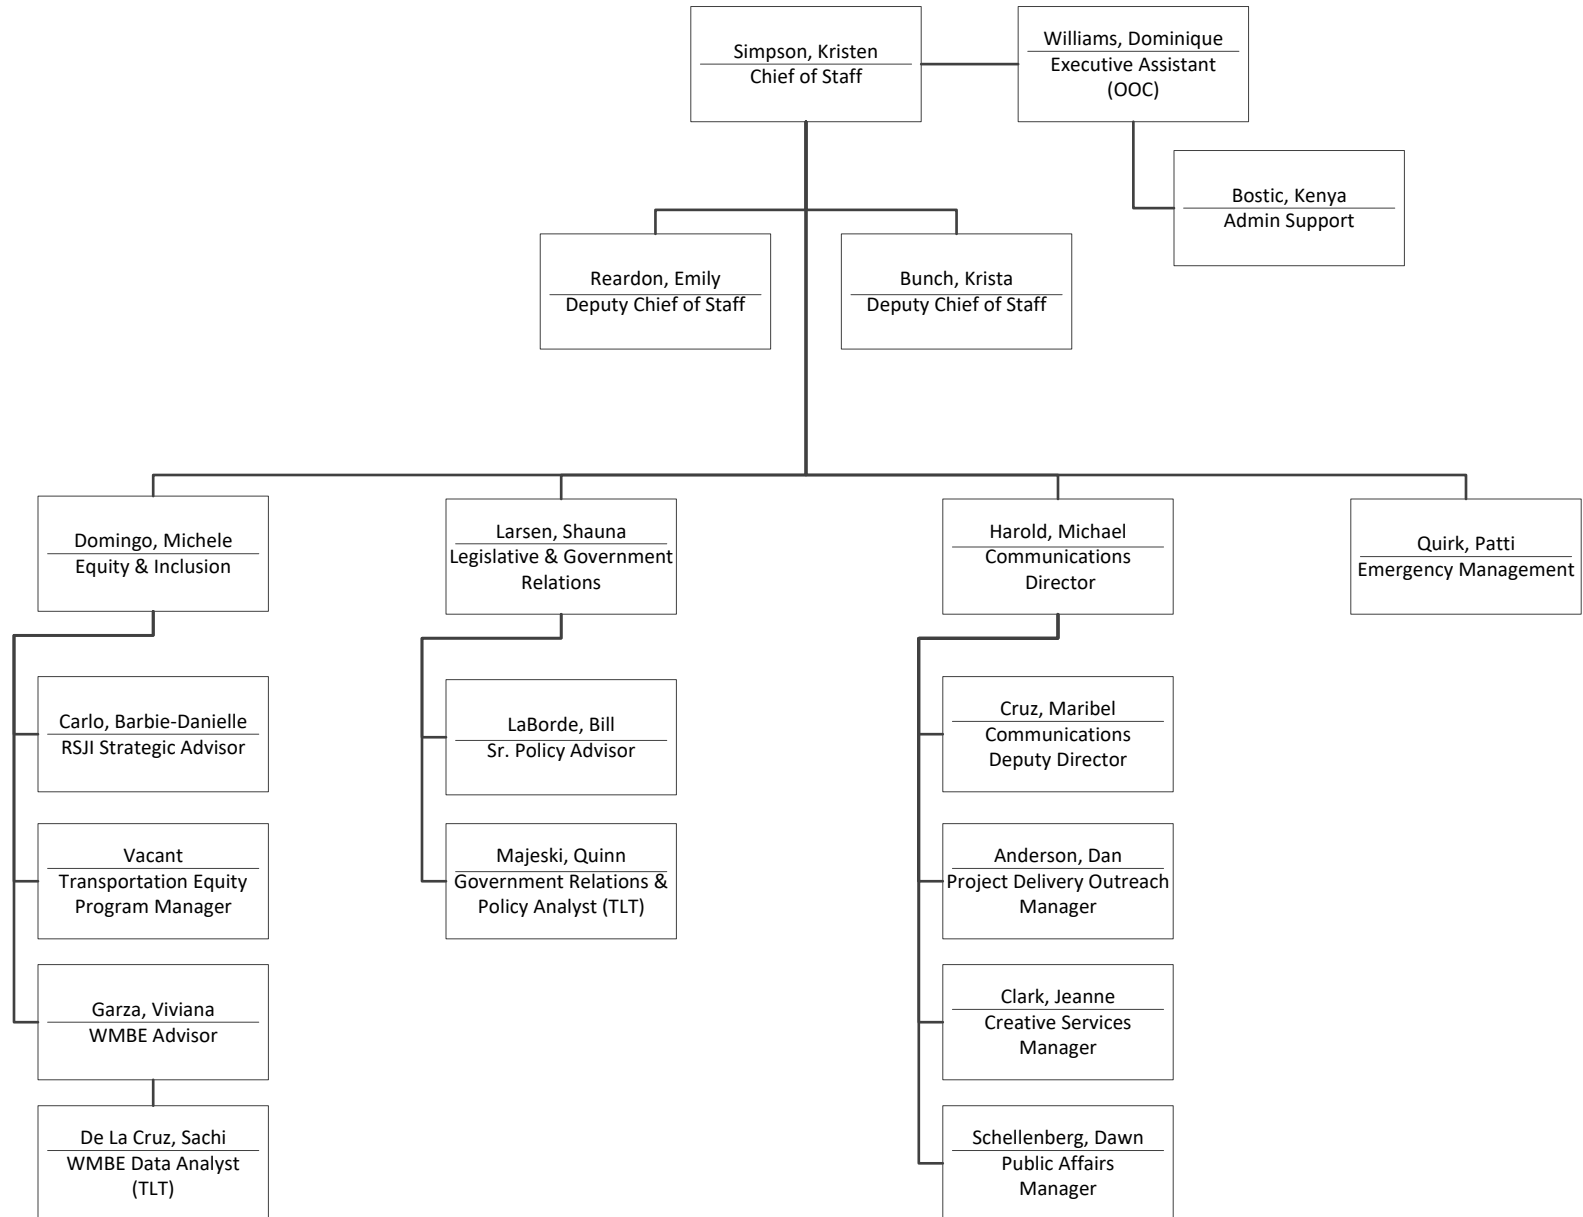 Simpson, Kristen
Chief of Staff
Williams, Dominique
Executive Assistant
(OOC)
Bostic, Kenya
Admin Support
Reardon, Emily
Deputy Chief of Staff
Bunch, Krista
Deputy Chief of Staff
Domingo, Michele
Equity & Inclusion
Larsen, Shauna
Legislative & Government
Relations
Harold, Michael
Communications
Director
Quirk, Patti
Emergency Management
Carlo, Barbie-Danielle
RSJI Strategic Advisor
Vacant
Transportation Equity
Program Manager
Garza, Viviana
WMBE Advisor
De La Cruz, Sachi
WMBE Data Analyst
(TLT)
LaBorde, Bill
Sr. Policy Advisor
Majeski, Quinn
Government Relations &
Policy Analyst (TLT)
Cruz, Maribel
Communications
Deputy Director
Anderson, Dan
Project Delivery Outreach
Manager
Clark, Jeanne
Creative Services
Manager
Schellenberg, Dawn
Public Affairs
Manager